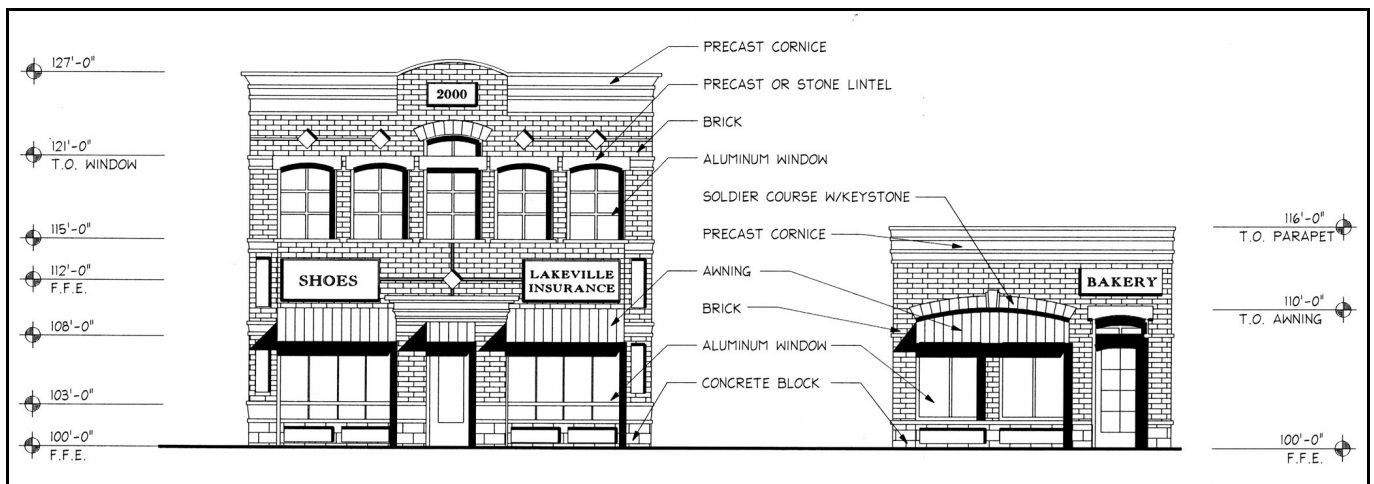 127'-0"
121'-0"
T.O. WINDOW
115'-0"
112'-0"
F.F.E.
108'-0"
103'-0"
100'-0"
F.F.E.
2000
SHOES
LAKEVILLE
INSURANCE
PRECAST CORNICE
PRECAST OR STONE LINTEL
BRICK
ALUMINUM WINDOW
SOLDIER COURSE W/KEYSTONE
PRECAST CORNICE
AWNING
BRICK
ALUMINUM WINDOW
CONCRETE BLOCK
BAKERY
116'-0"
T.O. PARAPET
110'-0"
T.O. AWNING
100'-0"
F.F.E.